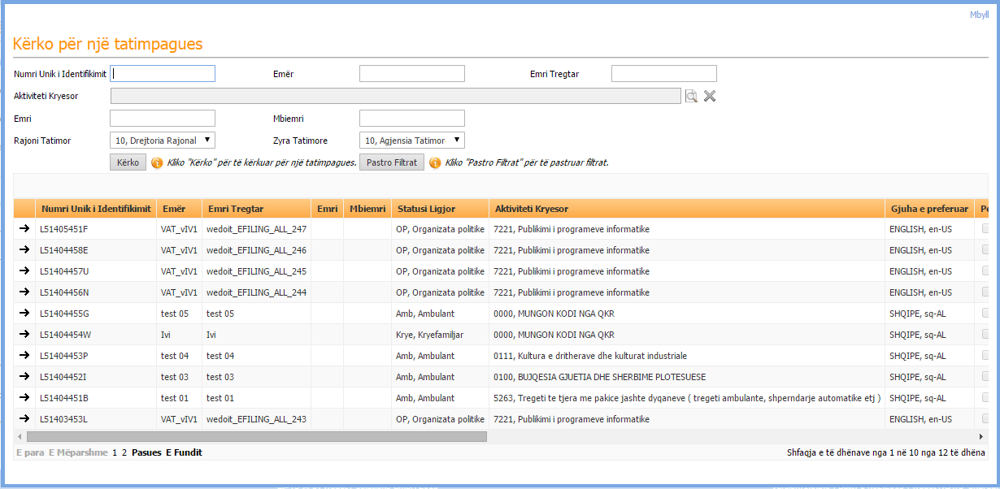 Mbyll
Kërko për një tatimpagues
Numri Unik i Identifikimit Emër Emri Tregtar
Aktiviteti Kryesor
Emri Mbiemri
Rajoni Tatimor 10, Drejtoria Rajonal Zyra Tatimore 10, Agjensia Tatimor
Kërko Kliko "Kërko" për të kërkuar për një tatimpagues. Pastro Filtrat Kliko "Pastro Filtrat" për të pastruar filtrat.
Numri Unik i Identifikimit Emër Emri Tregtar Emri Mbiemri Statusi Ligjor Aktiviteti Kryesor Gjuha e preferuar Pe
L51405451F VAT_vIV1 wedoit_EFILING_ALL_247 OP, Organizata politike 7221, Publikimi i programeve informatike ENGLISH, en-US
L51404458E VAT_vIV1 wedoit_EFILING_ALL_246 OP, Organizata politike 7221, Publikimi i programeve informatike ENGLISH, en-US
L51404457U VAT_vIV1 wedoit_EFILING_ALL_245 OP, Organizata politike 7221, Publikimi i programeve informatike ENGLISH, en-US
L51404456N VAT_vIV1 wedoit_EFILING_ALL_244 OP, Organizata politike 7221, Publikimi i programeve informatike ENGLISH, en-US
L51404455G test 05 test 05 Amb, Ambulant 0000, MUNGON KODI NGA QKR SHQIPE, sq-AL
L51404454W Ivi Ivi Krye, Kryefamiljar 0000, MUNGON KODI NGA QKR SHQIPE, sq-AL
L51404453P test 04 test 04 Amb, Ambulant 0111, Kultura e dritherave dhe kulturat industriale SHQIPE, sq-AL
L51404452I test 03 test 03 Amb, Ambulant 0100, BUJQESIA GJUETIA DHE SHERBIME PLOTESUESE SHQIPE, sq-AL
L51404451B test 01 test 01 Amb, Ambulant 5263, Tregeti te tjera me pakice jashte dyqaneve ( tregeti ambulante, shperndarje automatike etj ) SHQIPE, sq-AL
L51403453L VAT_vIV1 wedoit_EFILING_ALL_243 OP, Organizata politike 7221, Publikimi i programeve informatike ENGLISH, en-US
E para E Mëparshme 1 2 Pasues E Fundit Shfaqja e të dhënave nga 1 në 10 nga 12 të dhëna